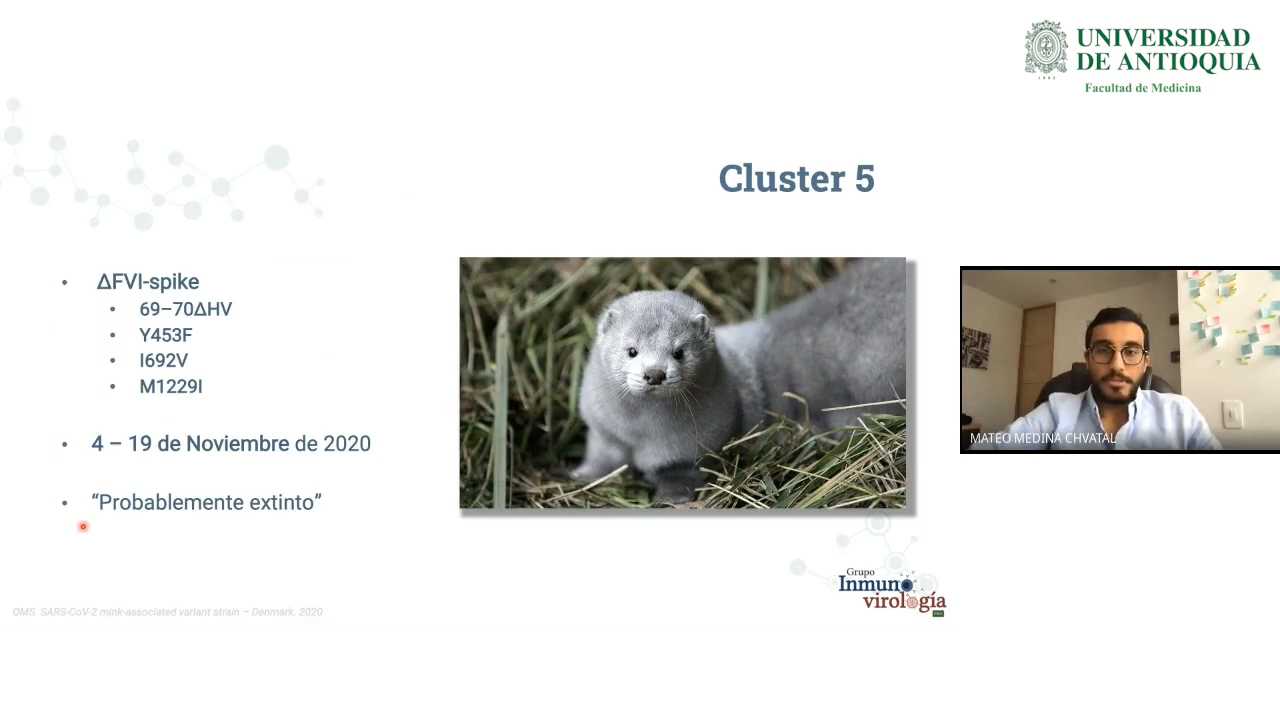 UNIVERSIDAD
DE ANTIOQUIA
1803
Facultad de Medicina
Cluster 5
• ΔFVI-spike
• 69–70ΔHV
• Y453F
• I692V
• M1229I
• 4 – 19 de Noviembre de 2020
• “Probablemente extinto”
MATEO MEDINA CHVATAL
Grupo
Inmuno
virología
OMS. SARS-CoV-2 mink-associated variant strain – Denmark. 2020